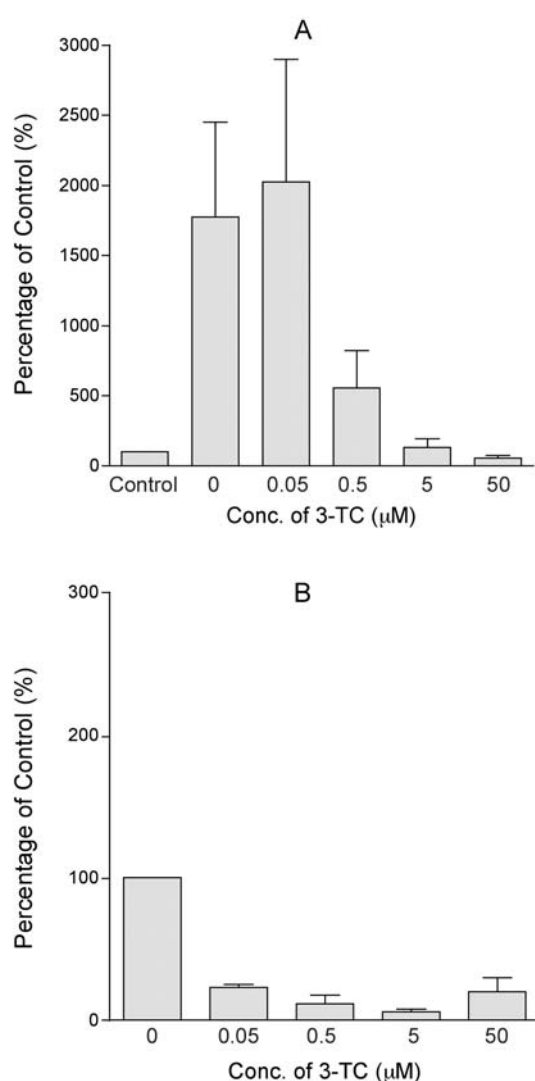 A
Percentage of Control (%)
3000
2500
2000
1500
1000
500
0
Control 0 0.05 0.5 5 50
Conc. of 3-TC (μM)
B
Percentage of Control (%)
300
200
100
0
0 0.05 0.5 5 50
Conc. of 3-TC (μM)